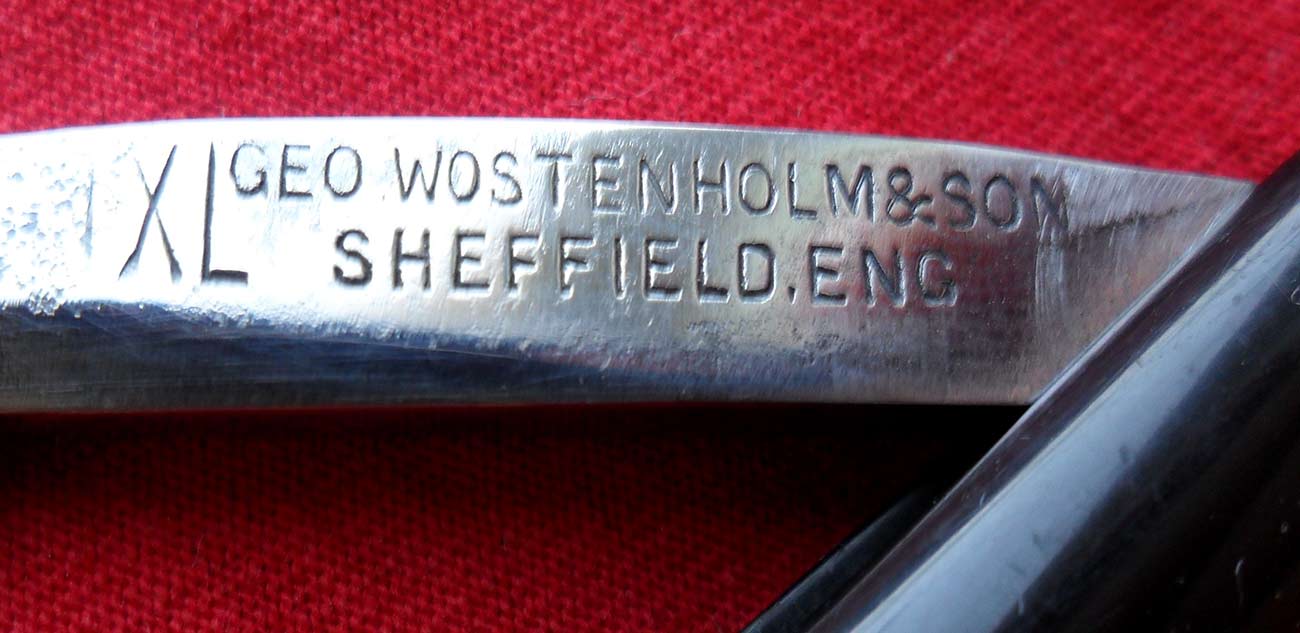 IXL GEO WOSTENHOLM & SON
SHEFFIELD. ENG